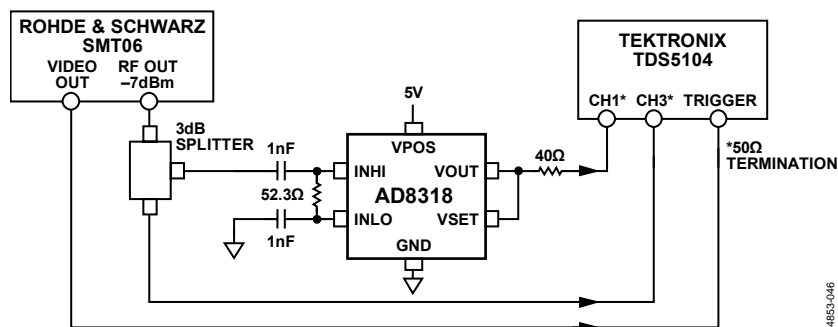 ROHDE & SCHWARZ
SMT06
VIDEO
OUT
RF OUT
–7dBm
TEKTRONIX
TDS5104
CH1*
CH3*
TRIGGER
*50Ω
TERMINATION
3dB
SPLITTER
1nF
52.3Ω
1nF
5V
VPOS
INHI
VOUT
AD8318
INLO
VSET
GND
40Ω
4853-046